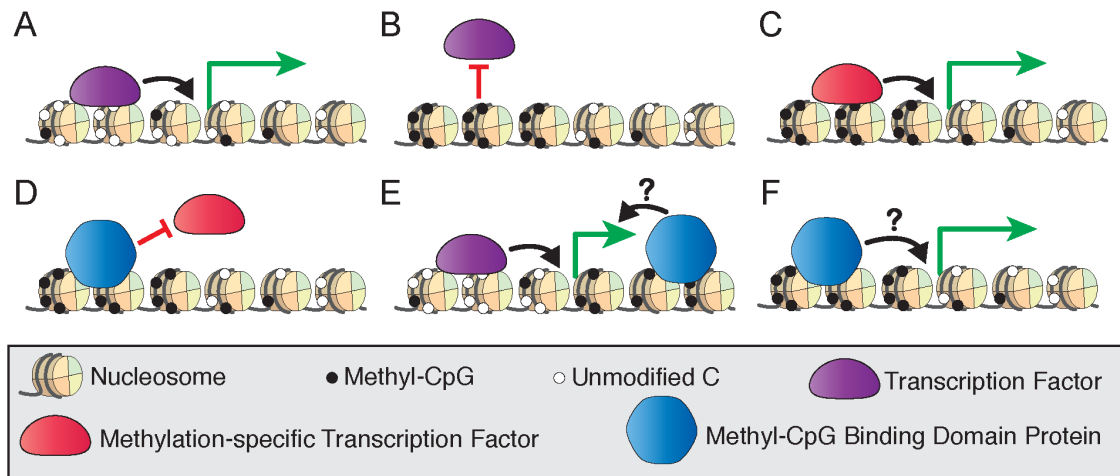 A
B
C
D
E
?
F
?
Nucleosome
Methyl-CpG
Unmodified C
Transcription Factor
Methylation-specific Transcription Factor
Methyl-CpG Binding Domain Protein